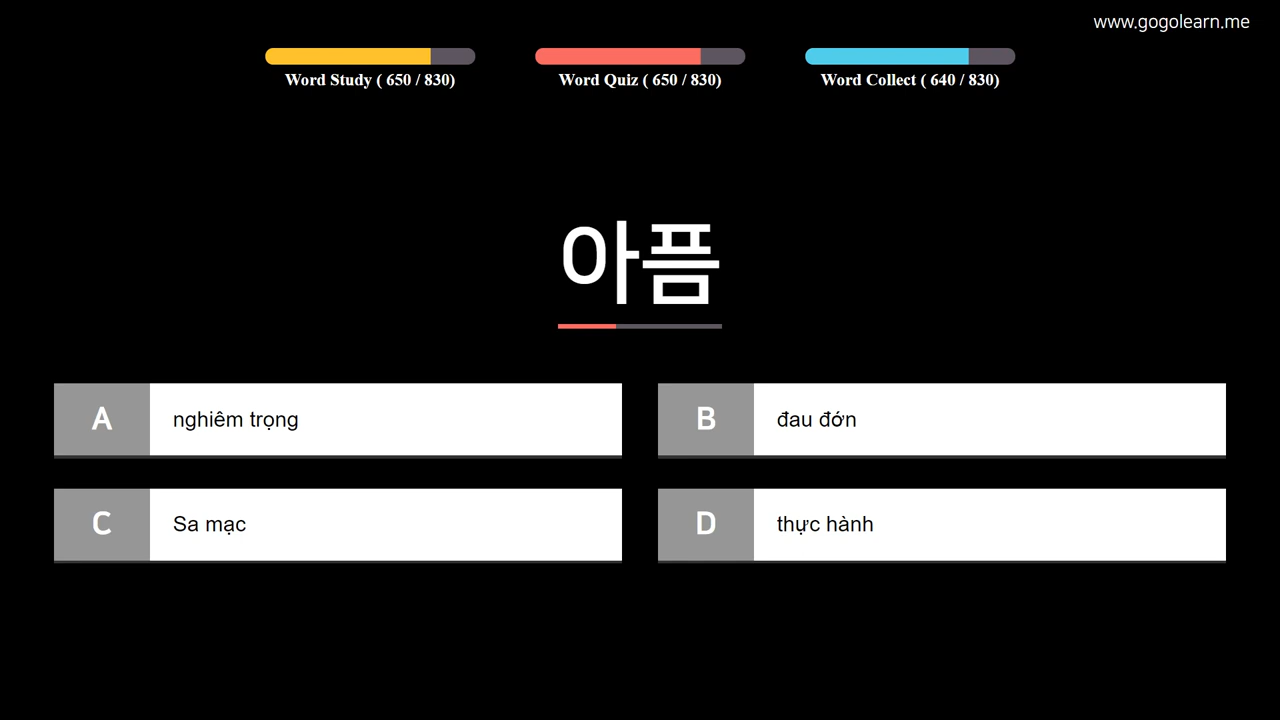 www.gogolearn.me
Word Study ( 650 / 830)
Word Quiz ( 650 / 830)
Word Collect ( 640 / 830)
아픔
A nghiêm trọng
B đau đớn
C Sa mạc
D thực hành